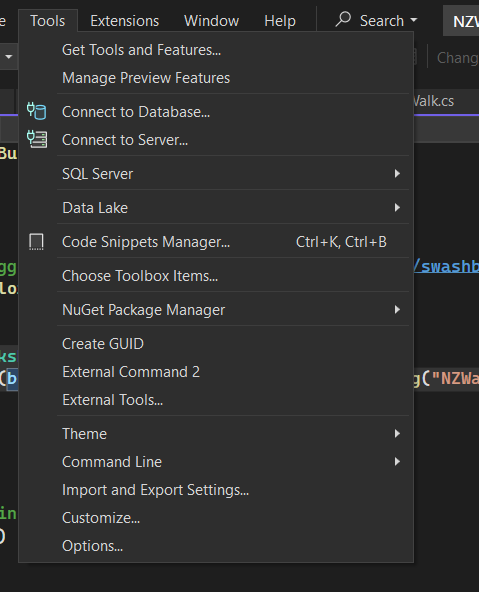 Tools Extensions Window Help Search NZW
Get Tools and Features...
Manage Preview Features
Chang
Connect to Database...
Walk.cs
Connect to Server...
Bu
SQL Server
Data Lake
Code Snippets Manager... Ctrl+K, Ctrl+B
gg
/swashb
Choose Toolbox Items...
lo
NuGet Package Manager
Create GUID
ks
External Command 2
(b
g("NZWa
External Tools...
Theme
Command Line
Import and Export Settings...
in
Customize...
Options...